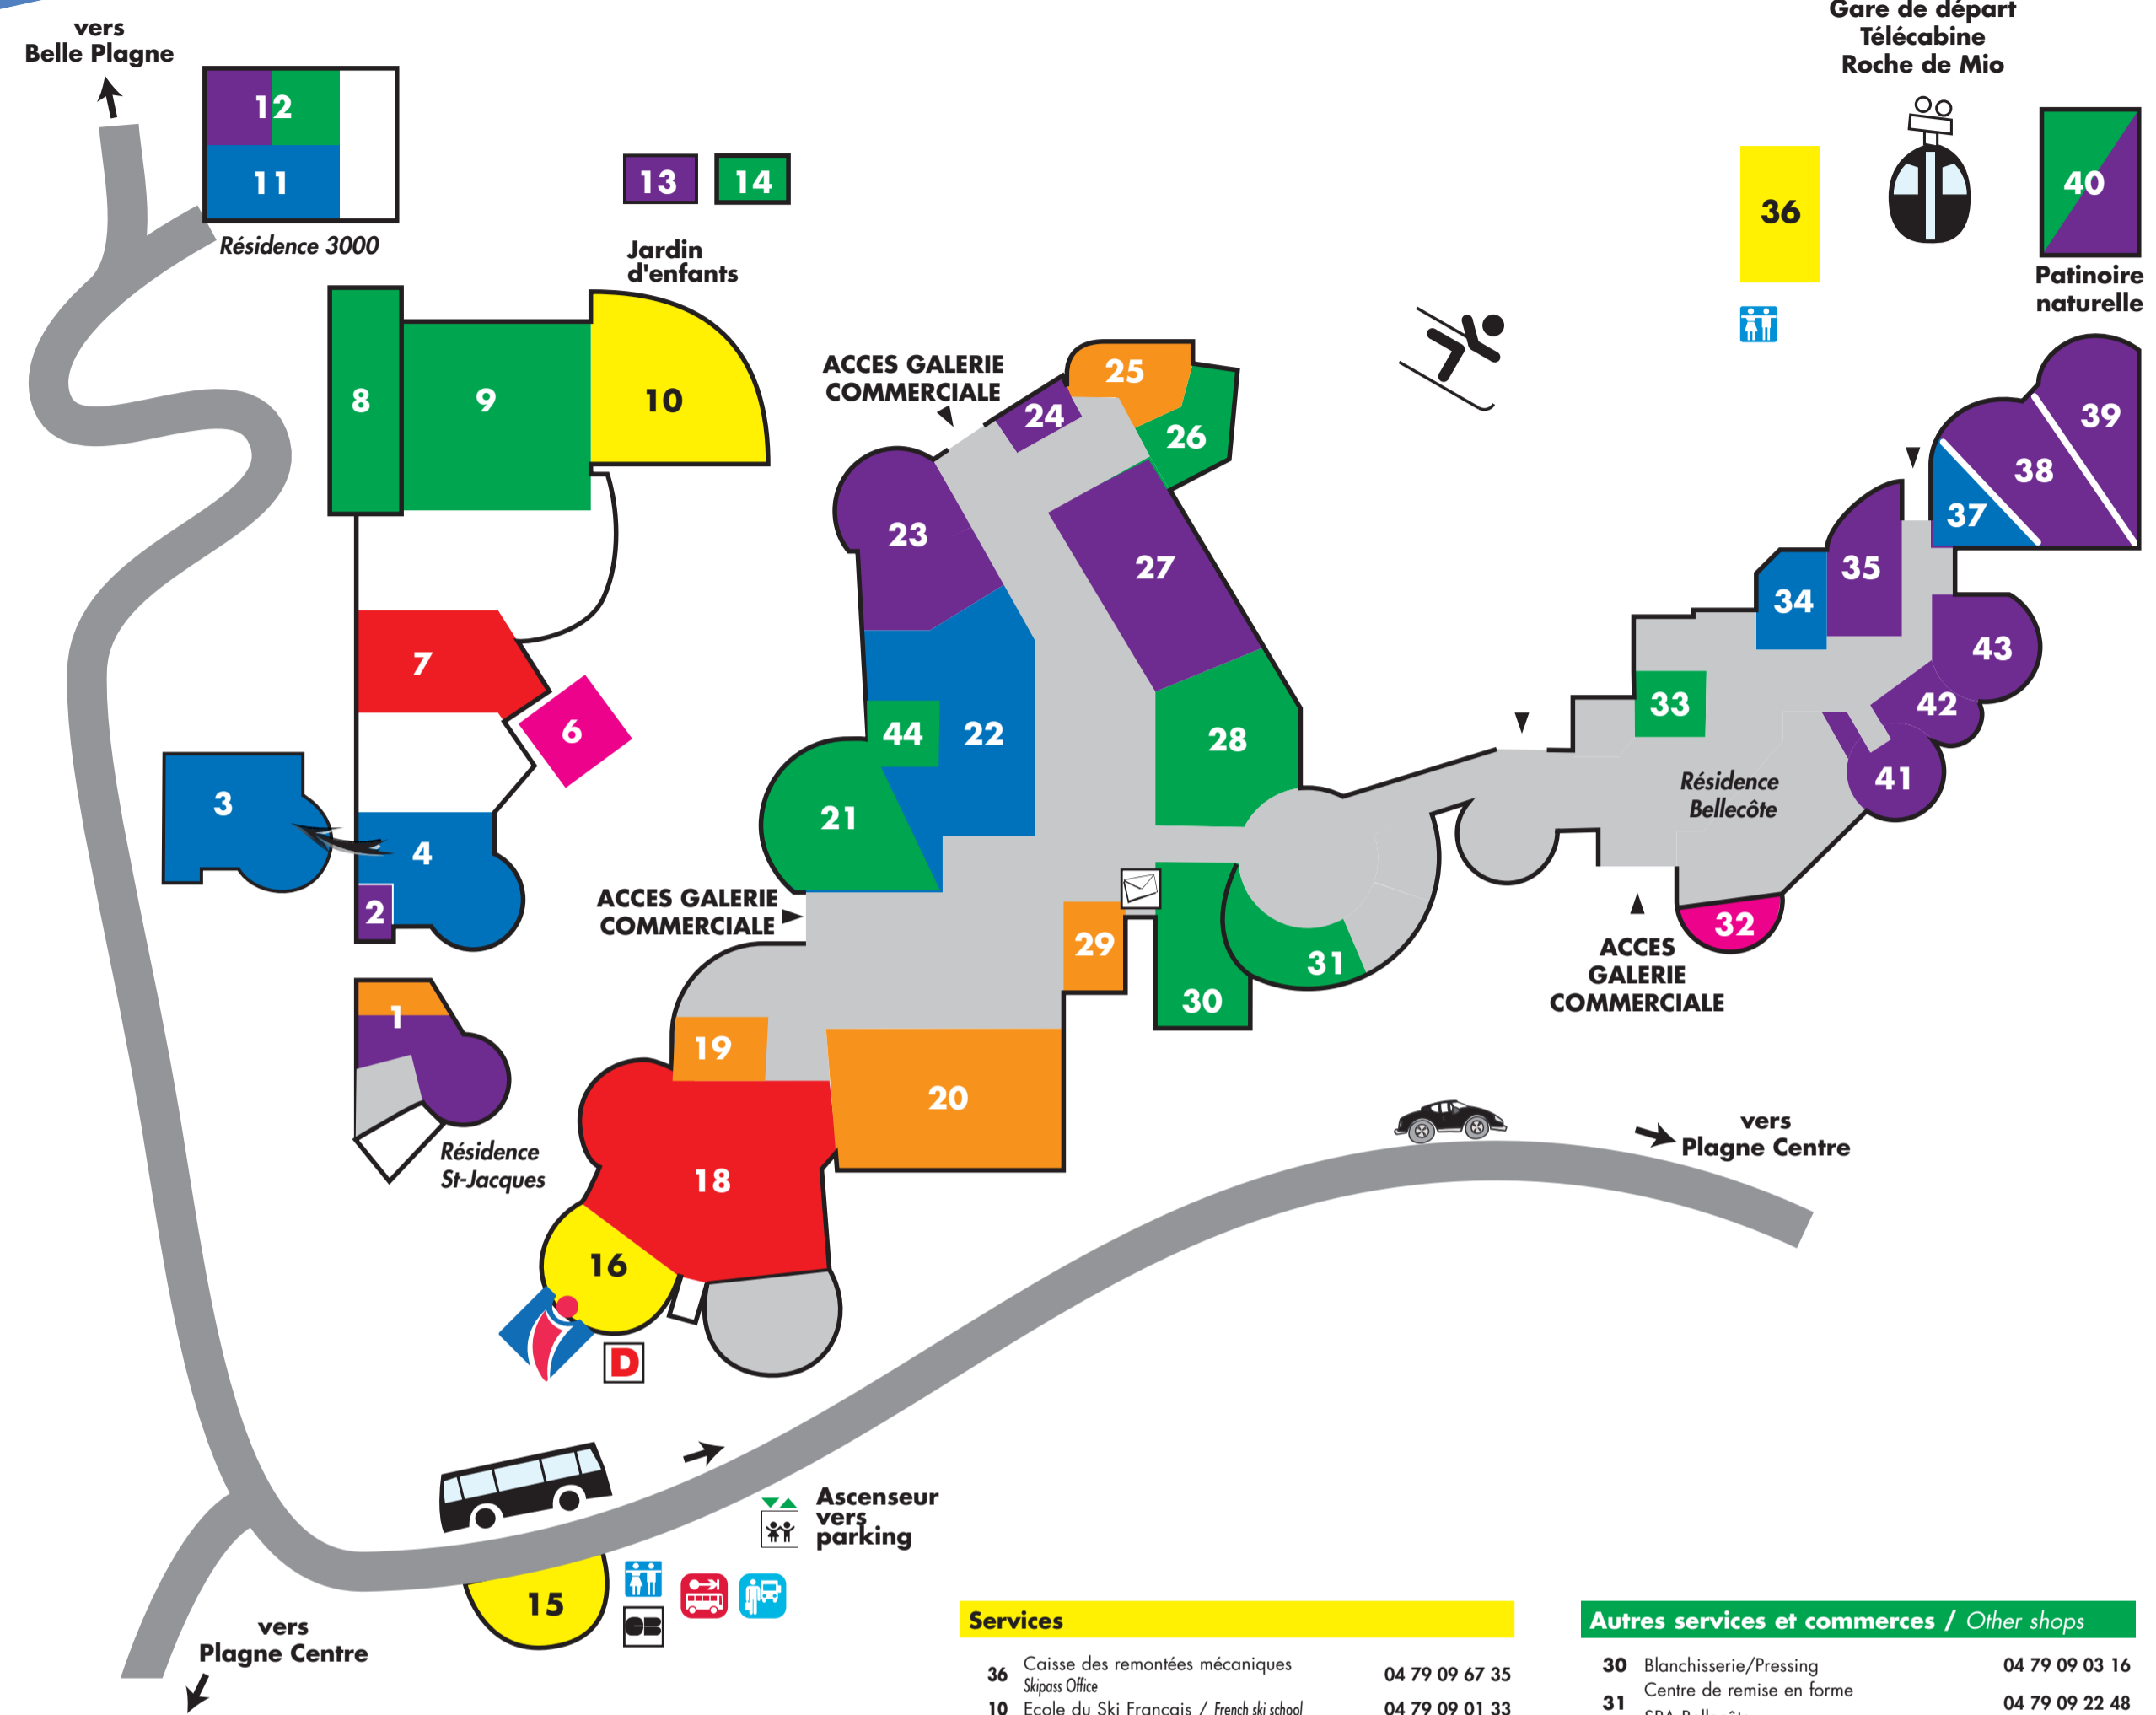 vers
Belle Plagne
12
11
Résidence 3000
13
14
Jardin
d'enfants
Gare de départ
Télécabine
Roche de Mio
36
40
Patinoire
naturelle
8
9
10
ACCES GALERIE
COMMERCIALE
24
25
26
23
27
39
38
37
35
34
43
7
6
44
22
28
33
42
41
Résidence
Bellecôte
3
4
2
21
ACCES GALERIE
COMMERCIALE
29
30
31
32
ACCES
GALERIE
COMMERCIALE
1
19
20
Résidence
St-Jacques
18
16
D
vers
Plagne Centre
Ascenseur
vers
parking
15
CB
vers
Plagne Centre
Services
36 Caisse des remontées mécaniques 04 79 09 67 35
Skipass Office
10 Ecole du Ski Français / French ski school 04 79 09 01 33
Autres services et commerces / Other shops
30 Blanchisserie/Pressing 04 79 09 03 16
31 Centre de remise en forme 04 79 09 22 48
SPA Bellecôte